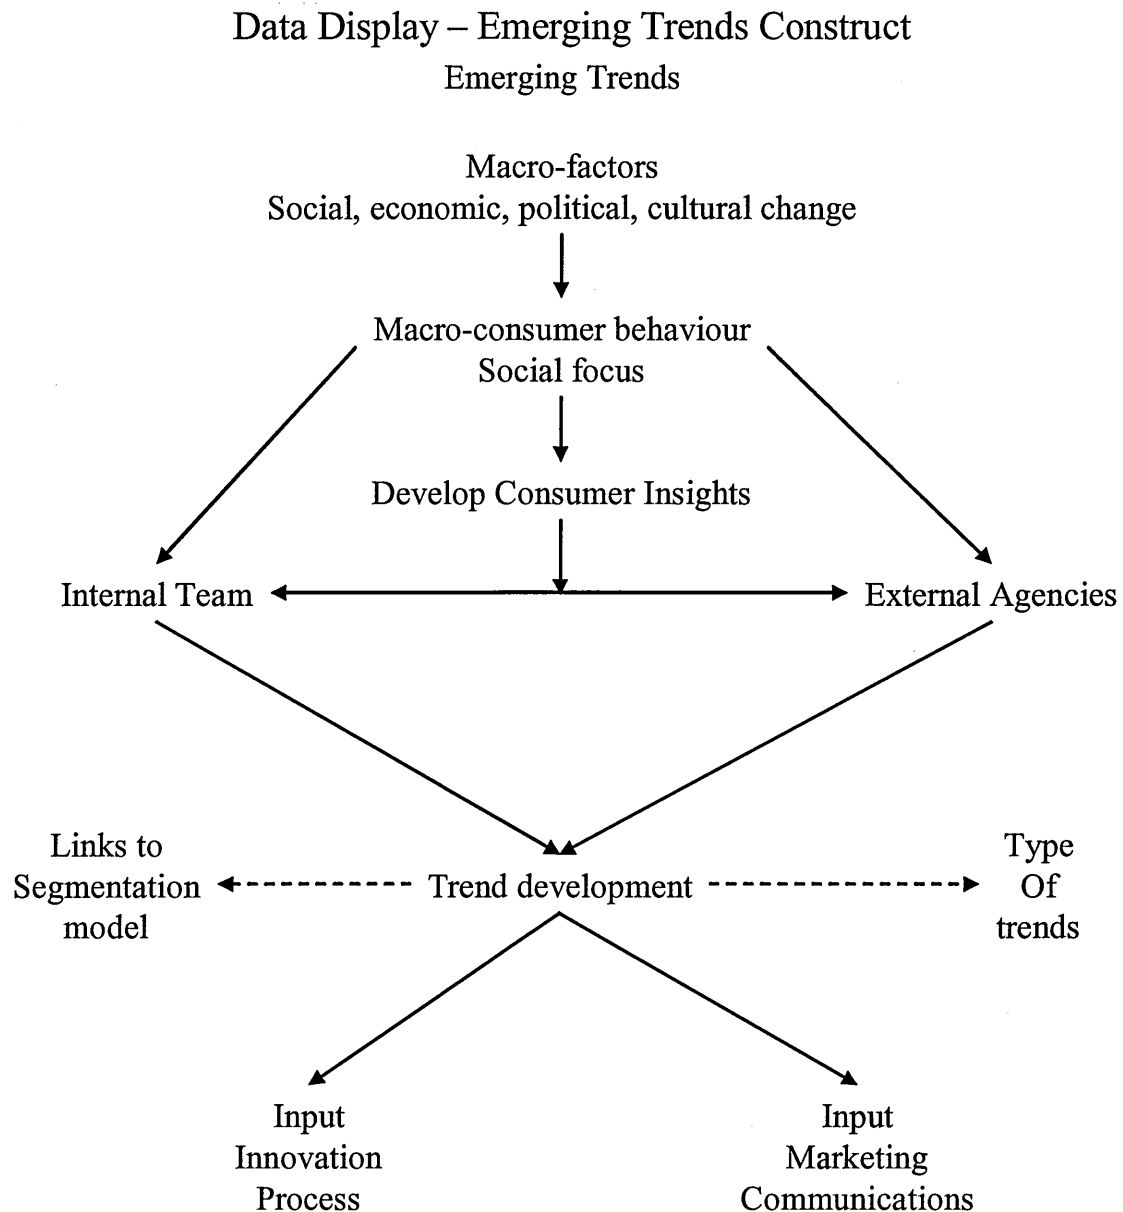 Data Display – Emerging Trends Construct
Emerging Trends
Macro-factors
Social, economic, political, cultural change
Macro-consumer behaviour
Social focus
Develop Consumer Insights
Internal Team
External Agencies
Links to
Segmentation
model
Trend development
Type
Of
trends
Input
Innovation
Process
Input
Marketing
Communications